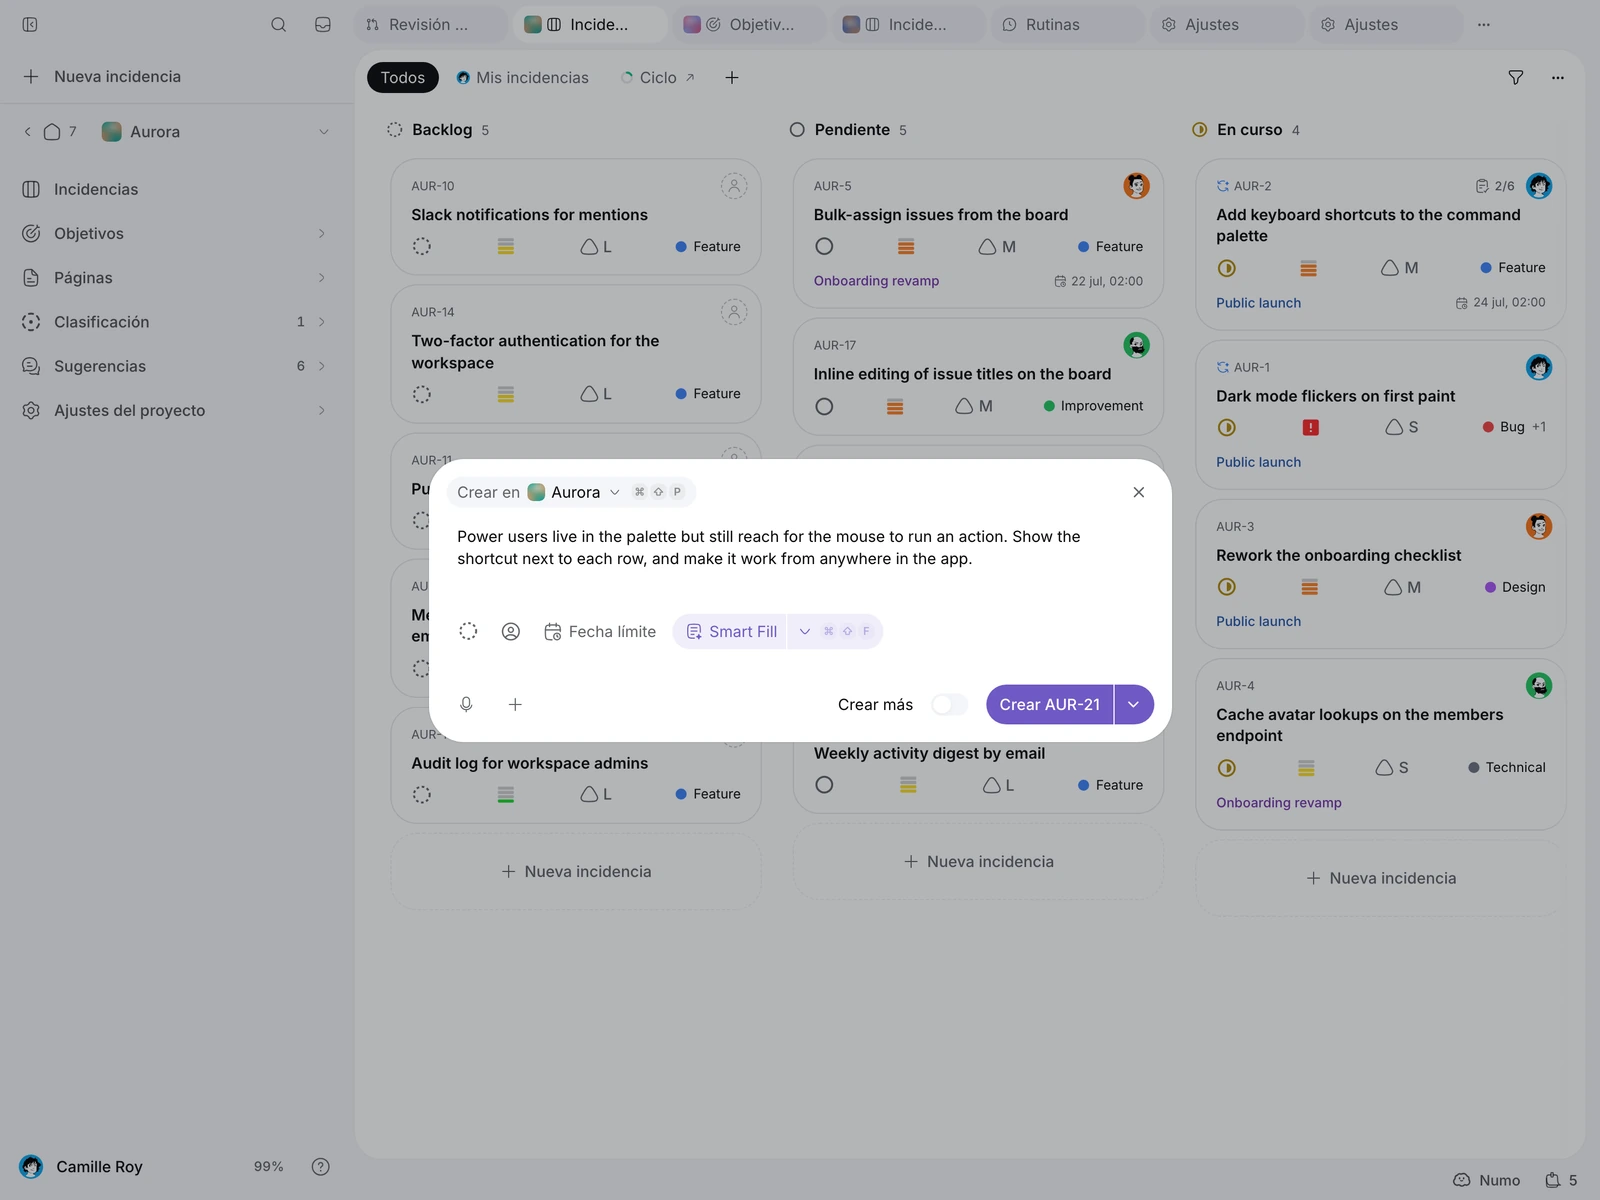 Revisión ...
Incide...
Objetiv...
Incide...
Rutinas
Ajustes
Ajustes
Nueva incidencia
7
Aurora
Incidencias
Objetivos
Páginas
Clasificación 1
Sugerencias 6
Ajustes del proyecto
Todos
Mis incidencias
Ciclo
Backlog 5
AUR-10
Slack notifications for mentions
L
Feature
AUR-14
Two-factor authentication for the
workspace
L
Feature
AUR-11
Audit log for workspace admins
L
Feature
Nueva incidencia
Pendiente 5
AUR-5
Bulk-assign issues from the board
M
Feature
Onboarding revamp
22 jul, 02:00
AUR-17
Inline editing of issue titles on the board
M
Improvement
Weekly activity digest by email
L
Feature
Nueva incidencia
En curso 4
AUR-2
2/6
Add keyboard shortcuts to the command
palette
M
Feature
Public launch
24 jul, 02:00
AUR-1
Dark mode flickers on first paint
S
Bug +1
Public launch
AUR-3
Rework the onboarding checklist
M
Design
Public launch
AUR-4
Cache avatar lookups on the members
endpoint
S
Technical
Onboarding revamp
Nueva incidencia
Crear en Aurora ⌘ ⇧ P
Power users live in the palette but still reach for the mouse to run an action. Show the
shortcut next to each row, and make it work from anywhere in the app.
Fecha límite
Smart Fill ⌘ ⇧ F
Crear más
Crear AUR-21
Camille Roy
99%
Numo
5